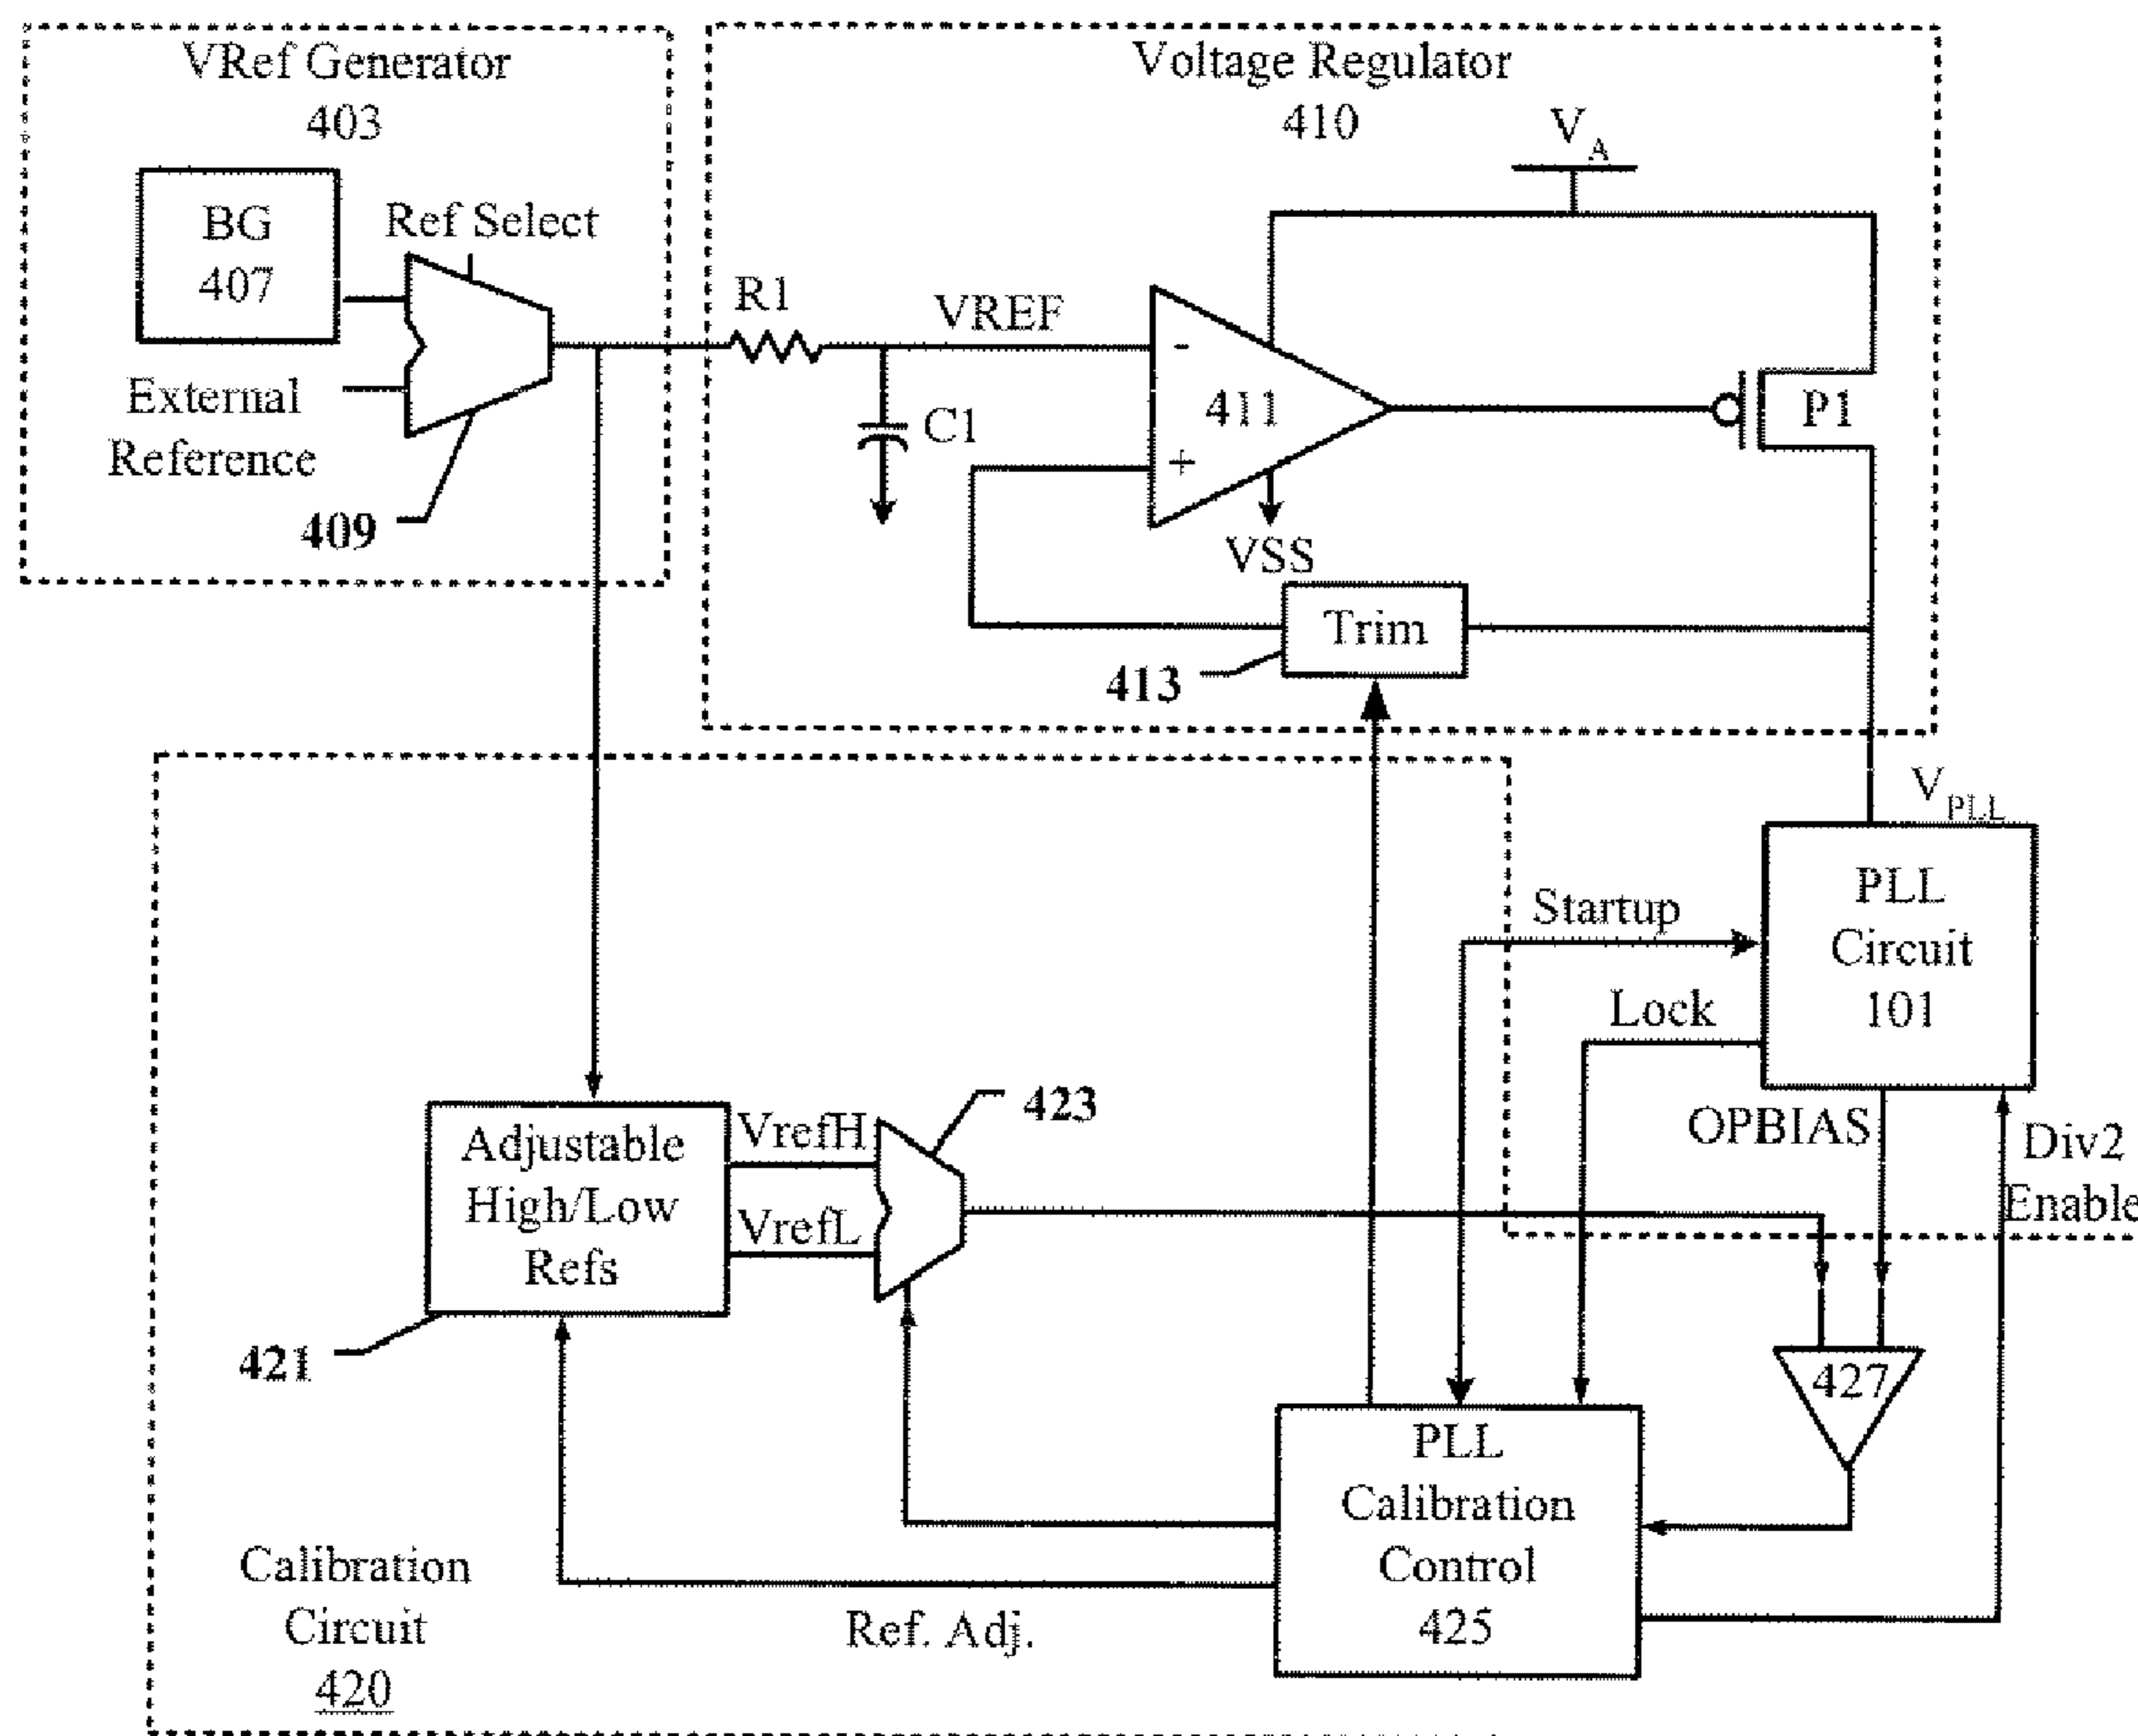 VRef Generator
403
BG
407
Ref Select
External
Reference
409
Voltage Regulator
410
VA
R1
VREF
C1
-
+
411
P1
VSS
Trim
413
VPLL
PLL
Circuit
101
Startup
Lock
OPBIAS
Div2
Enable
Adjustable
High/Low
Refs
421
VrefH
VrefL
423
427
PLL
Calibration
Control
425
Ref. Adj.
Calibration
Circuit
420